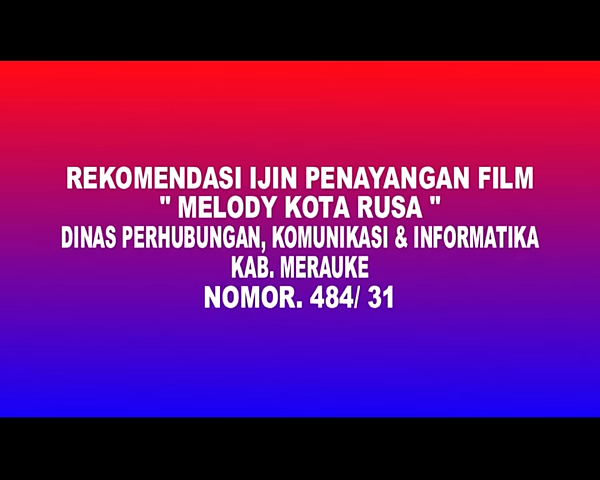 REKOMENDASI IJIN PENAYANGAN FILM
" MELODY KOTA RUSA "
DINAS PERHUBUNGAN, KOMUNIKASI & INFORMATIKA
KAB. MERAUKE
NOMOR. 484/ 31